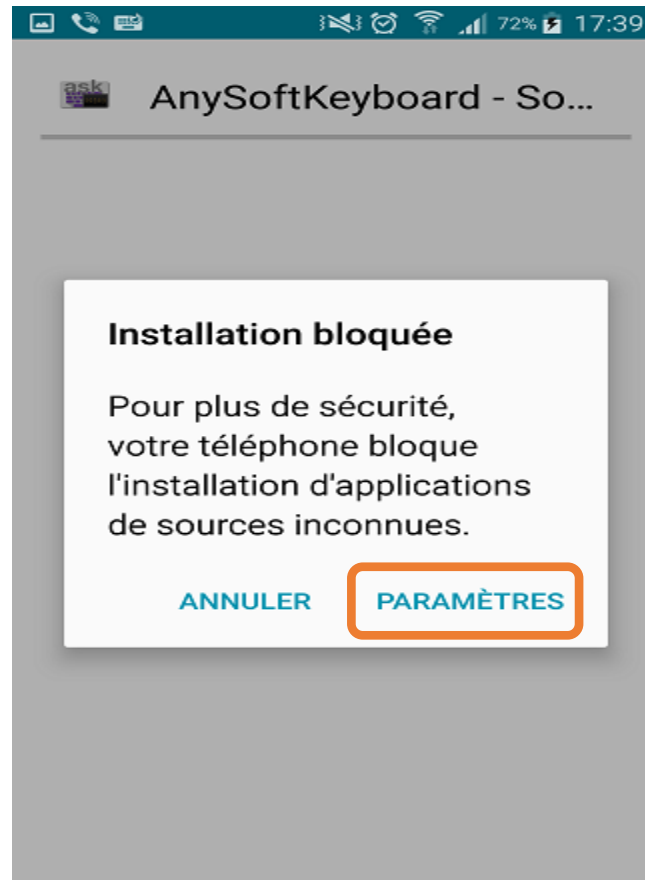 72% 17:39
ask
AnySoftKeyboard - So...
Installation bloquée
Pour plus de sécurité,
votre téléphone bloque
l'installation d'applications
de sources inconnues.
ANNULER PARAMÈTRES